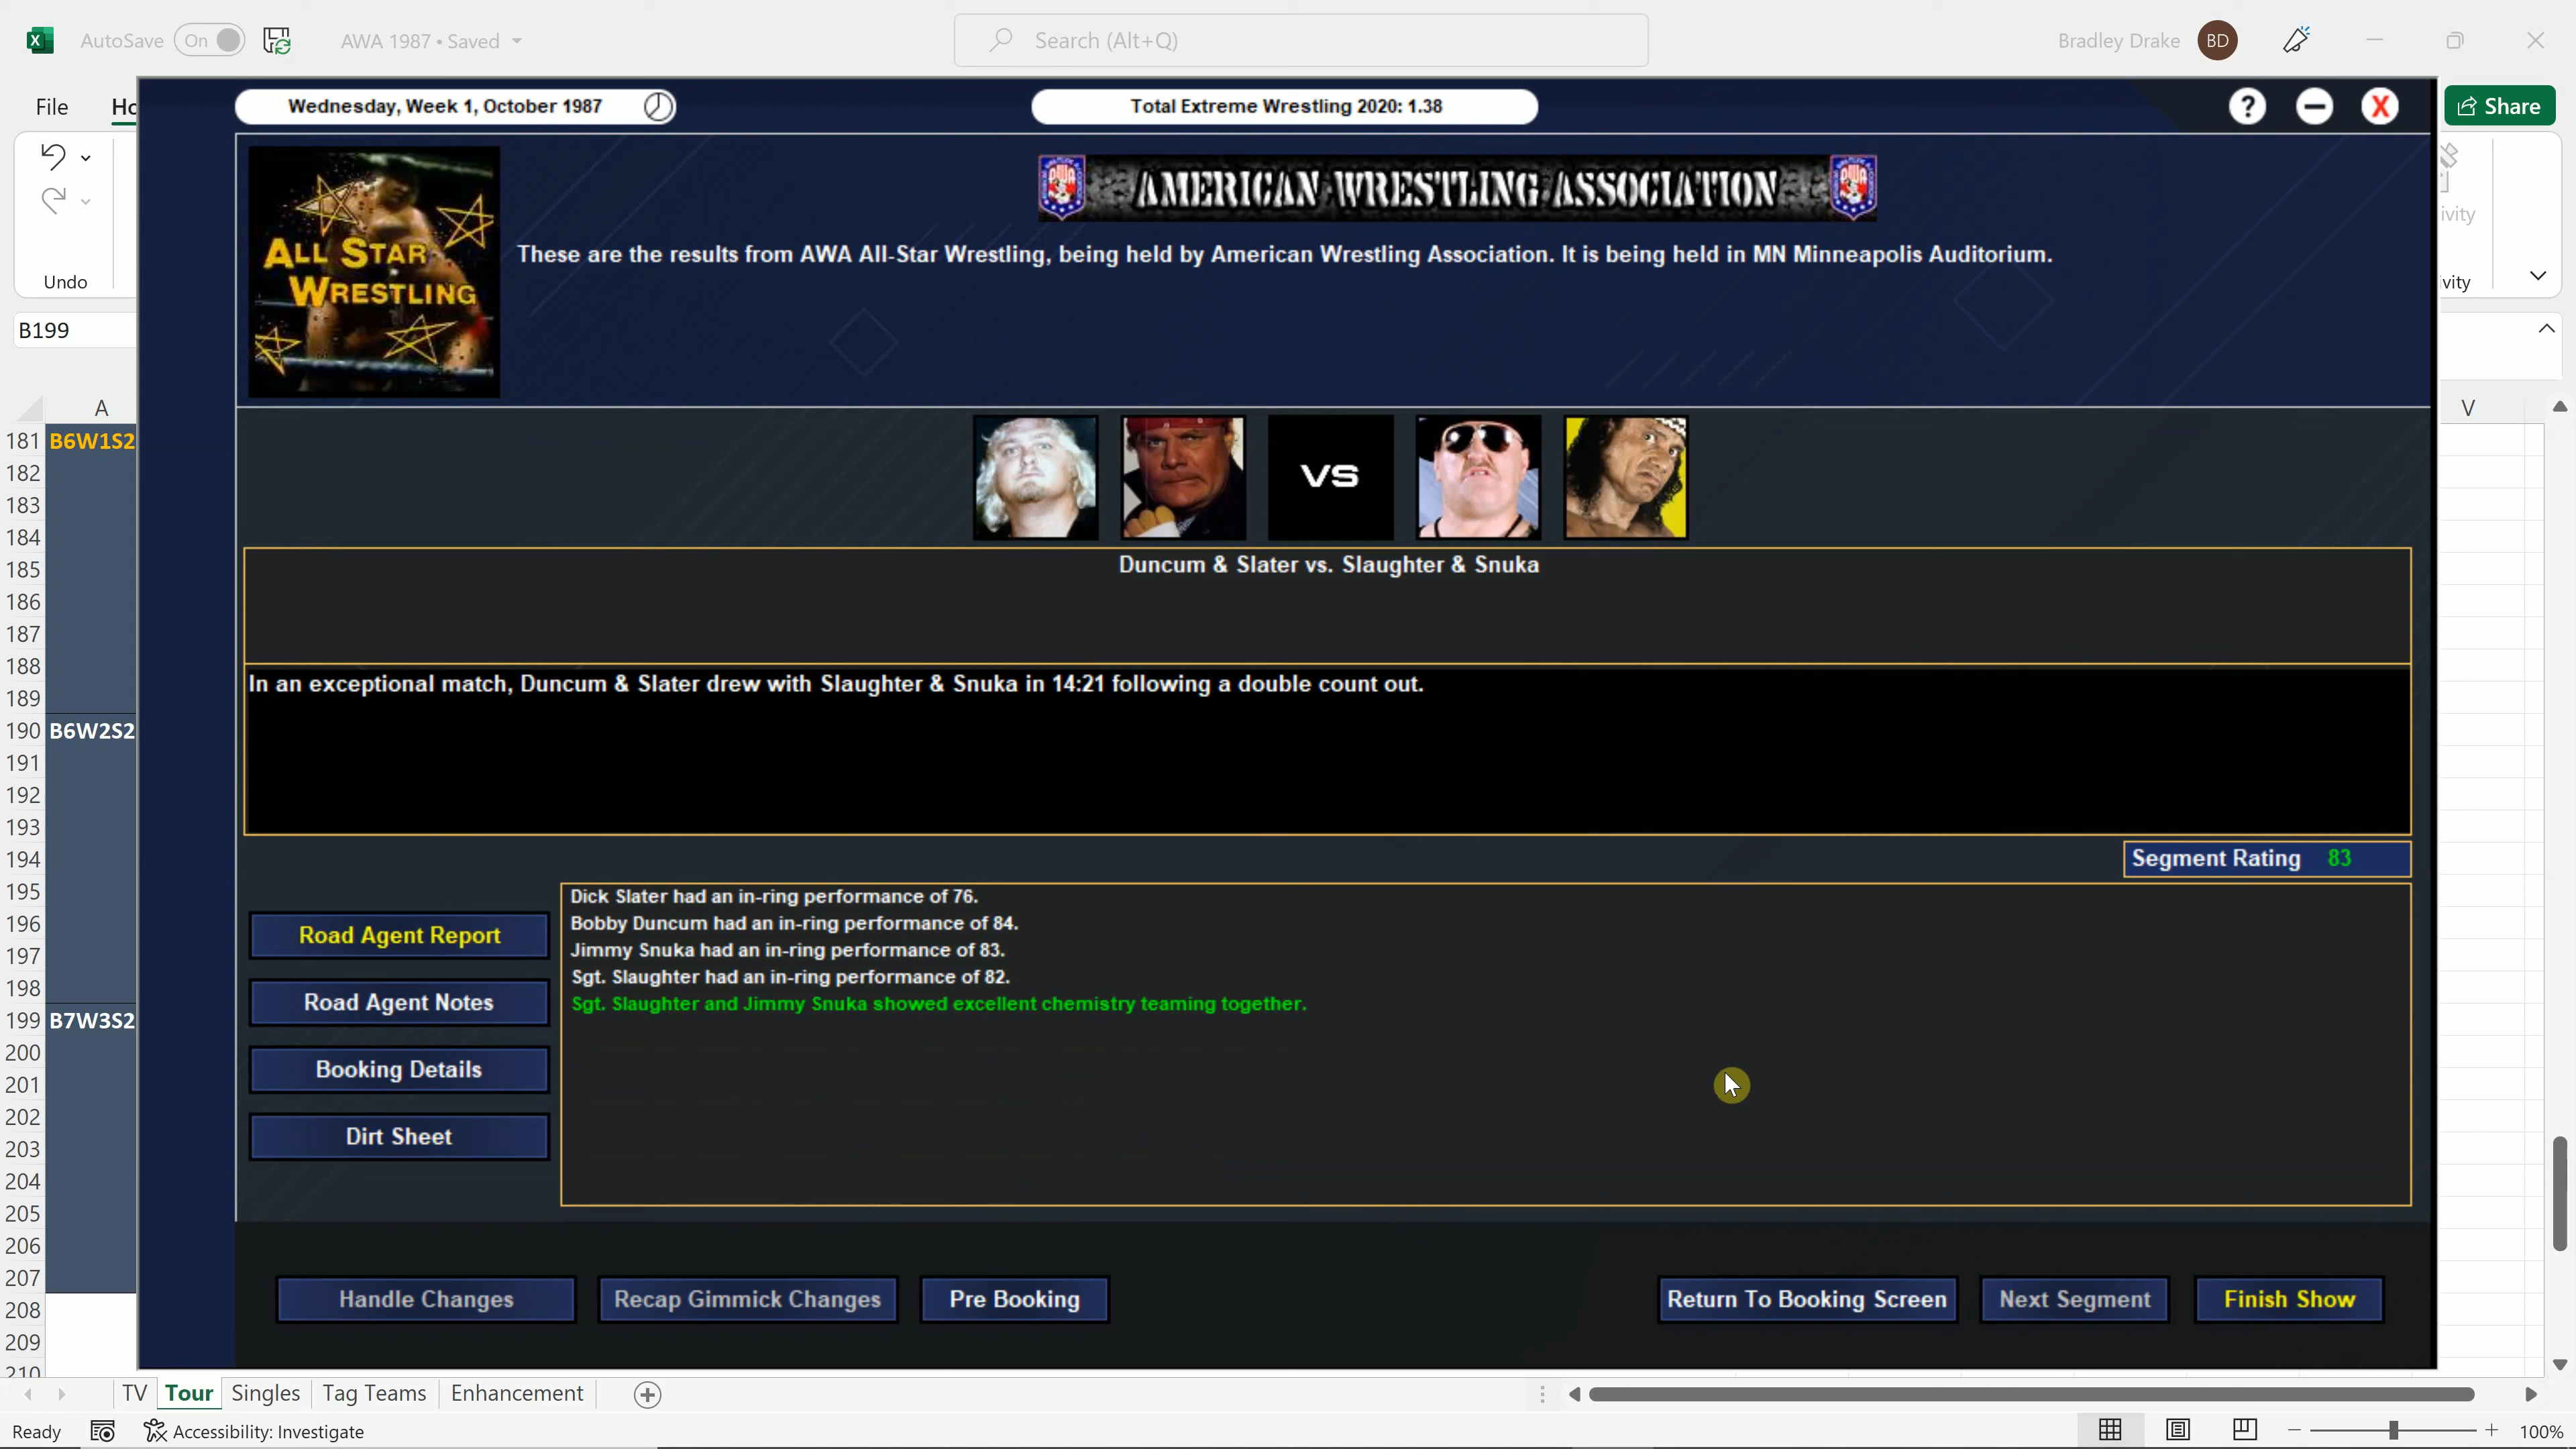 AutoSave On AWA 1987 • Saved Search (Alt+Q) Bradley Drake BD
Wednesday, Week 1, October 1987 Total Extreme Wrestling 2020: 1.38 ? X
File Ho Share
Undo
AMERICAN WRESTLING ASSOCIATION
These are the results from AWA All-Star Wrestling, being held by American Wrestling Association. It is being held in MN Minneapolis Auditorium.
ALL STAR
WRESTLING
ivity
ivity
B199
A V
181 B6W1S2
182
183
184
185
186
187
188
189
190 B6W2S2
191
192
193
194
195
196
197
198
199 B7W3S2
200
201
202
203
204
205
206
207
208
209
210
VS
Duncum & Slater vs. Slaughter & Snuka
In an exceptional match, Duncum & Slater drew with Slaughter & Snuka in 14:21 following a double count out.
Segment Rating 83
Road Agent Report
Road Agent Notes
Booking Details
Dirt Sheet
Dick Slater had an in-ring performance of 76.
Bobby Duncum had an in-ring performance of 84.
Jimmy Snuka had an in-ring performance of 83.
Sgt. Slaughter had an in-ring performance of 82.
Sgt. Slaughter and Jimmy Snuka showed excellent chemistry teaming together.
Handle Changes Recap Gimmick Changes Pre Booking Return To Booking Screen Next Segment Finish Show
TV Tour Singles Tag Teams Enhancement
Ready Accessibility: Investigate 100%